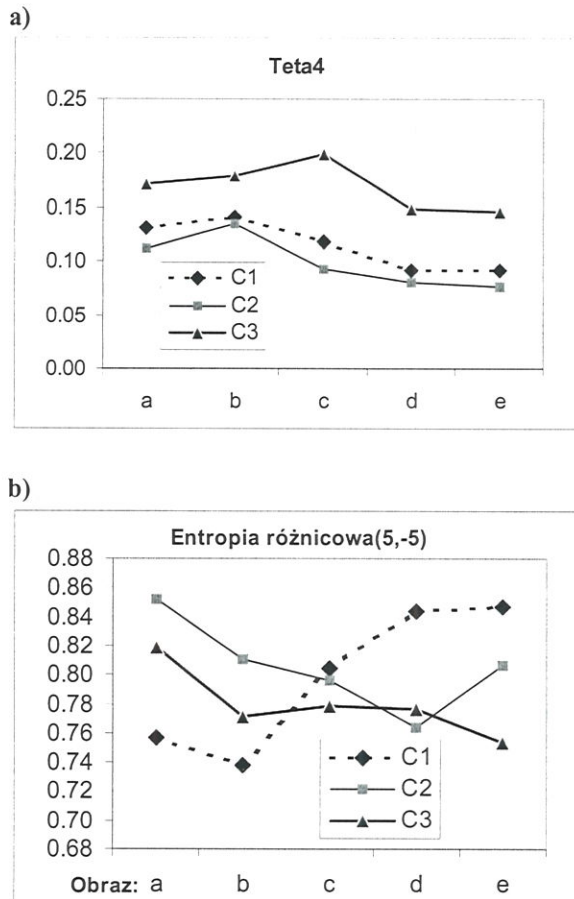 a)
Teta4
0.25
0.20
0.15
0.10
0.05
0.00
C1
C2
C3
a b c d e
b)
Entropia różnicowa(5,-5)
0.88
0.86
0.84
0.82
0.80
0.78
0.76
0.74
0.72
0.70
0.68
C1
C2
C3
Obraz: a b c d e